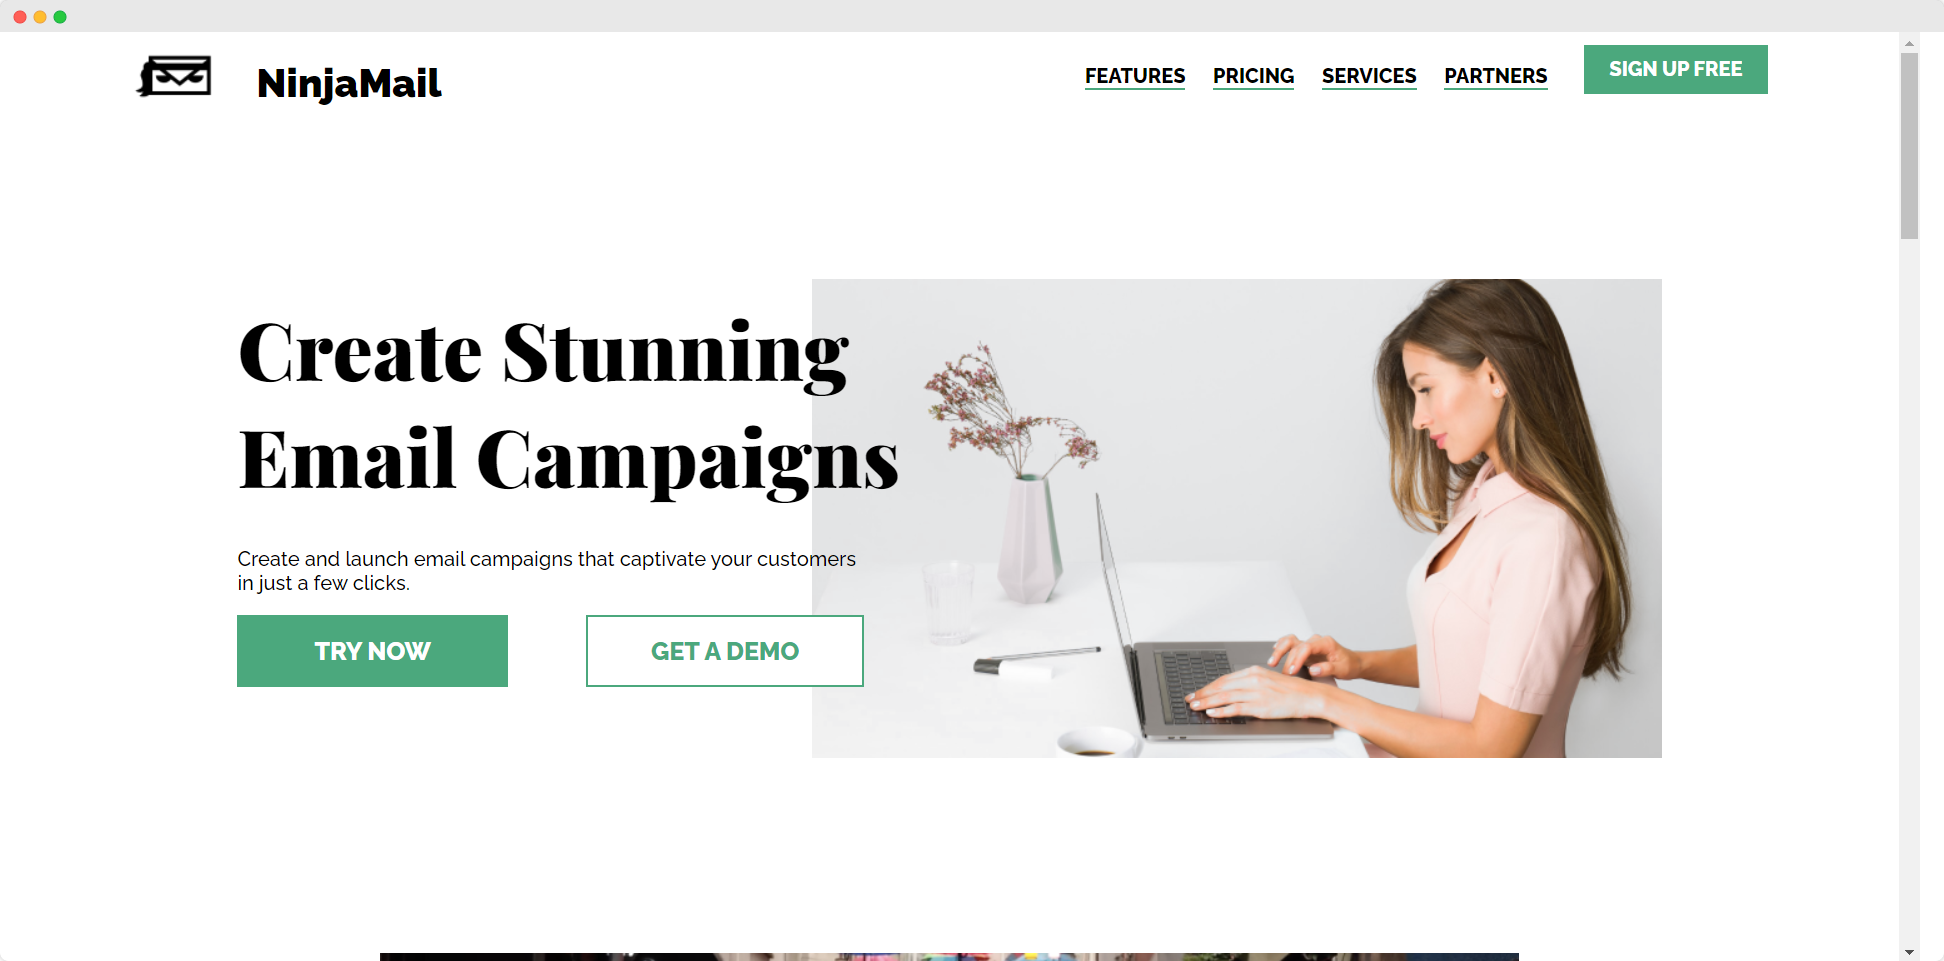 NinjaMail
FEATURES PRICING SERVICES PARTNERS SIGN UP FREE
Create Stunning
Email Campaigns
Create and launch email campaigns that captivate your customers
in just a few clicks.
TRY NOW GET A DEMO